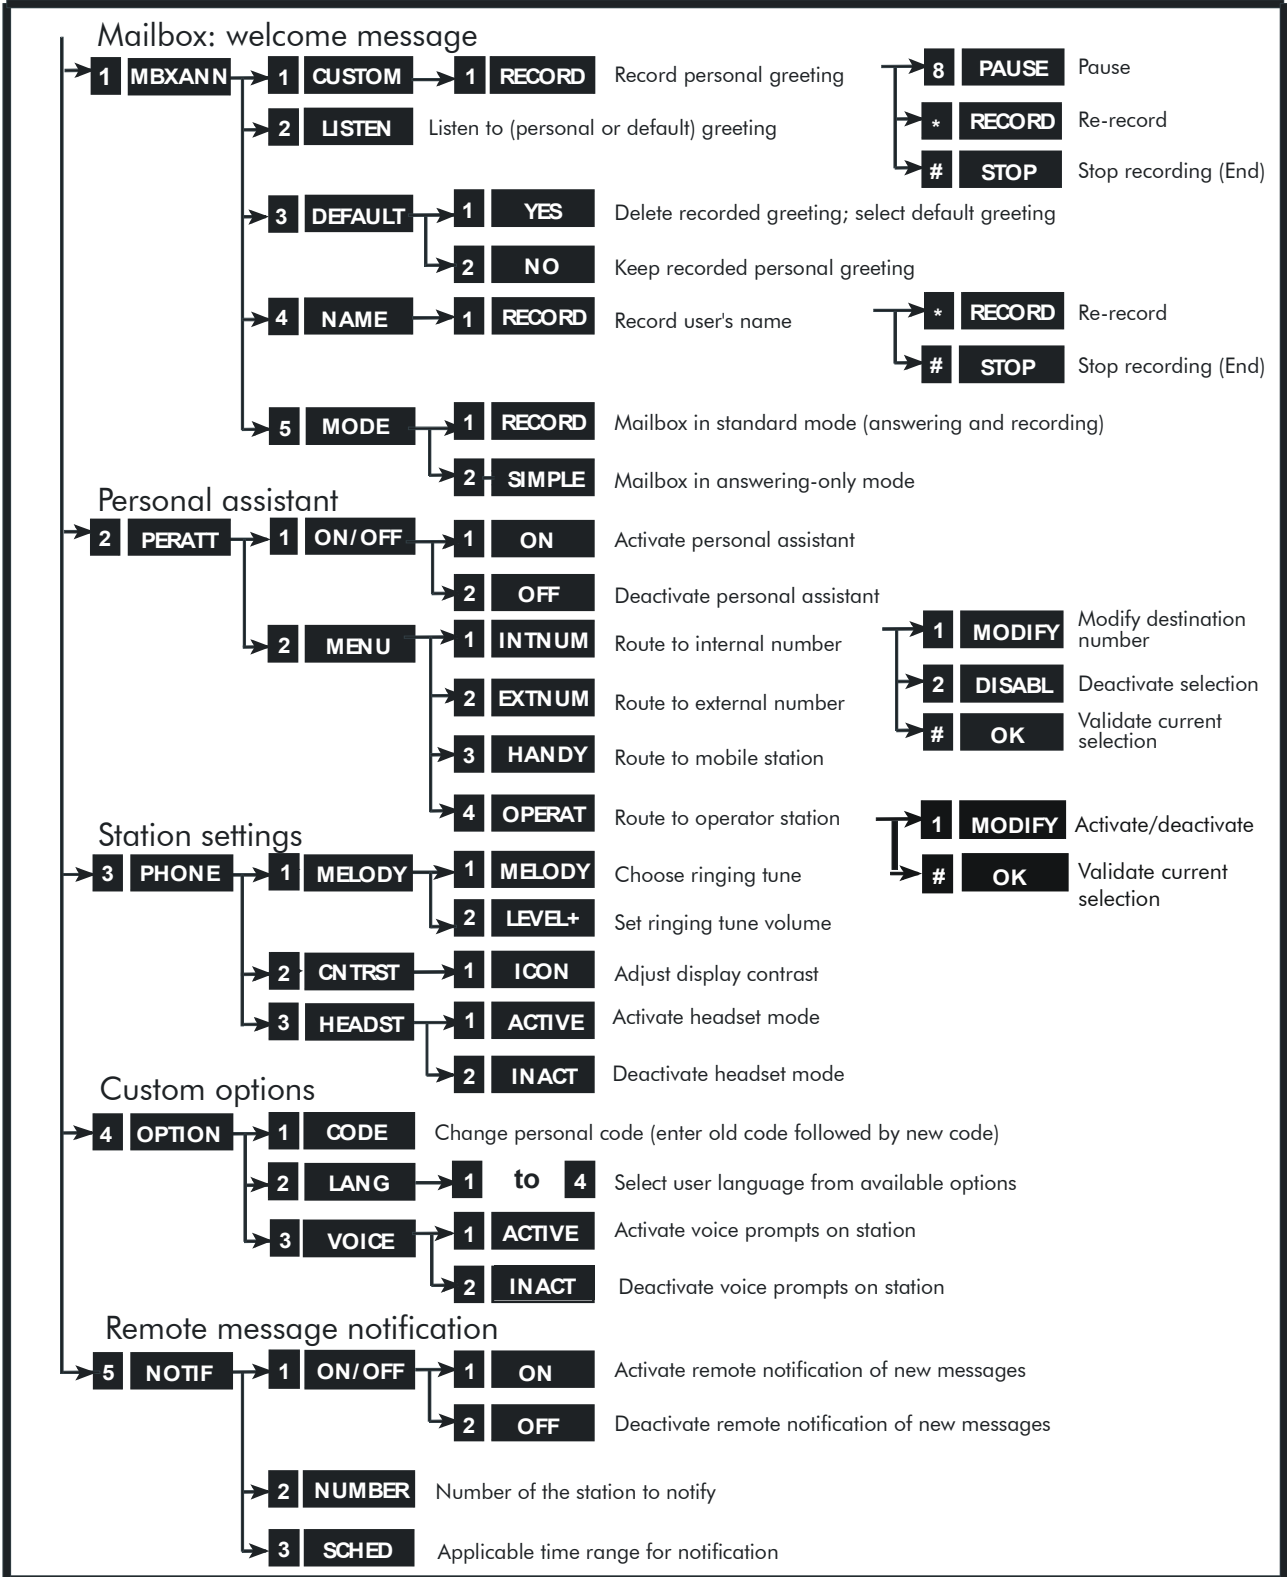 Mailbox: welcome message
1 MBXANN 1 CUSTOM 1 RECORD Record personal greeting 8 PAUSE Pause
2 LISTEN Listen to (personal or default) greeting * RECORD Re-record
# STOP Stop recording (End)
3 DEFAULT 1 YES Delete recorded greeting; select default greeting
2 NO Keep recorded personal greeting
4 NAME 1 RECORD Record user's name * RECORD Re-record
# STOP Stop recording (End)
5 MODE 1 RECORD Mailbox in standard mode (answering and recording)
2 SIMPLE Mailbox in answering-only mode
Personal assistant
2 PERATT 1 ON/OFF 1 ON Activate personal assistant
2 OFF Deactivate personal assistant
2 MENU 1 INTNUM Route to internal number 1 MODIFY Modify destination
number
2 EXTNUM Route to external number 2 DISABL Deactivate selection
# OK Validate current
selection
3 HANDY Route to mobile station
4 OPERAT Route to operator station 1 MODIFY Activate/deactivate
# OK Validate current
selection
Station settings
3 PHONE 1 MELODY 1 MELODY Choose ringing tune
2 LEVEL+ Set ringing tune volume
2 CNTRST 1 ICON Adjust display contrast
3 HEADST 1 ACTIVE Activate headset mode
2 INACT Deactivate headset mode
Custom options
4 OPTION 1 CODE Change personal code (enter old code followed by new code)
2 LANG 1 to 4 Select user language from available options
3 VOICE 1 ACTIVE Activate voice prompts on station
2 INACT Deactivate voice prompts on station
Remote message notification
5 NOTIF 1 ON/OFF 1 ON Activate remote notification of new messages
2 OFF Deactivate remote notification of new messages
2 NUMBER Number of the station to notify
3 SCHED Applicable time range for notification